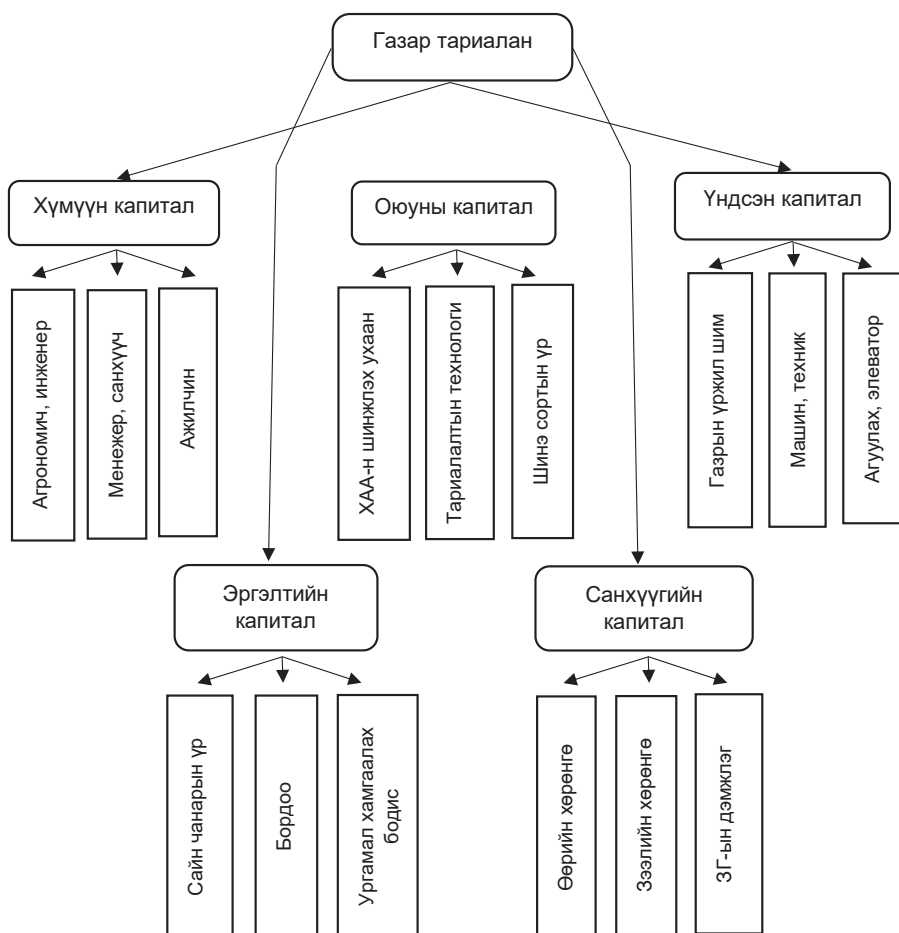 Газар тариалан
Хүмүүн капитал
Оюуны капитал
Үндсэн капитал
Агрономич, инженер
Менежер, санхүүч
Ажилчин
ХАА-н шинжлэх ухаан
Тариалалтын технологи
Шинэ сортын үр
Газрын үржил шим
Машин, техник
Агуулах, элеватор
Эргэлтийн
капитал
Санхүүгийн
капитал
Сайн чанарын үр
Бордоо
Ургамал хамгаалах
бодис
Өөрийн хөрөнгө
Зээлийн хөрөнгө
ЗГ-ын дэмжлэг